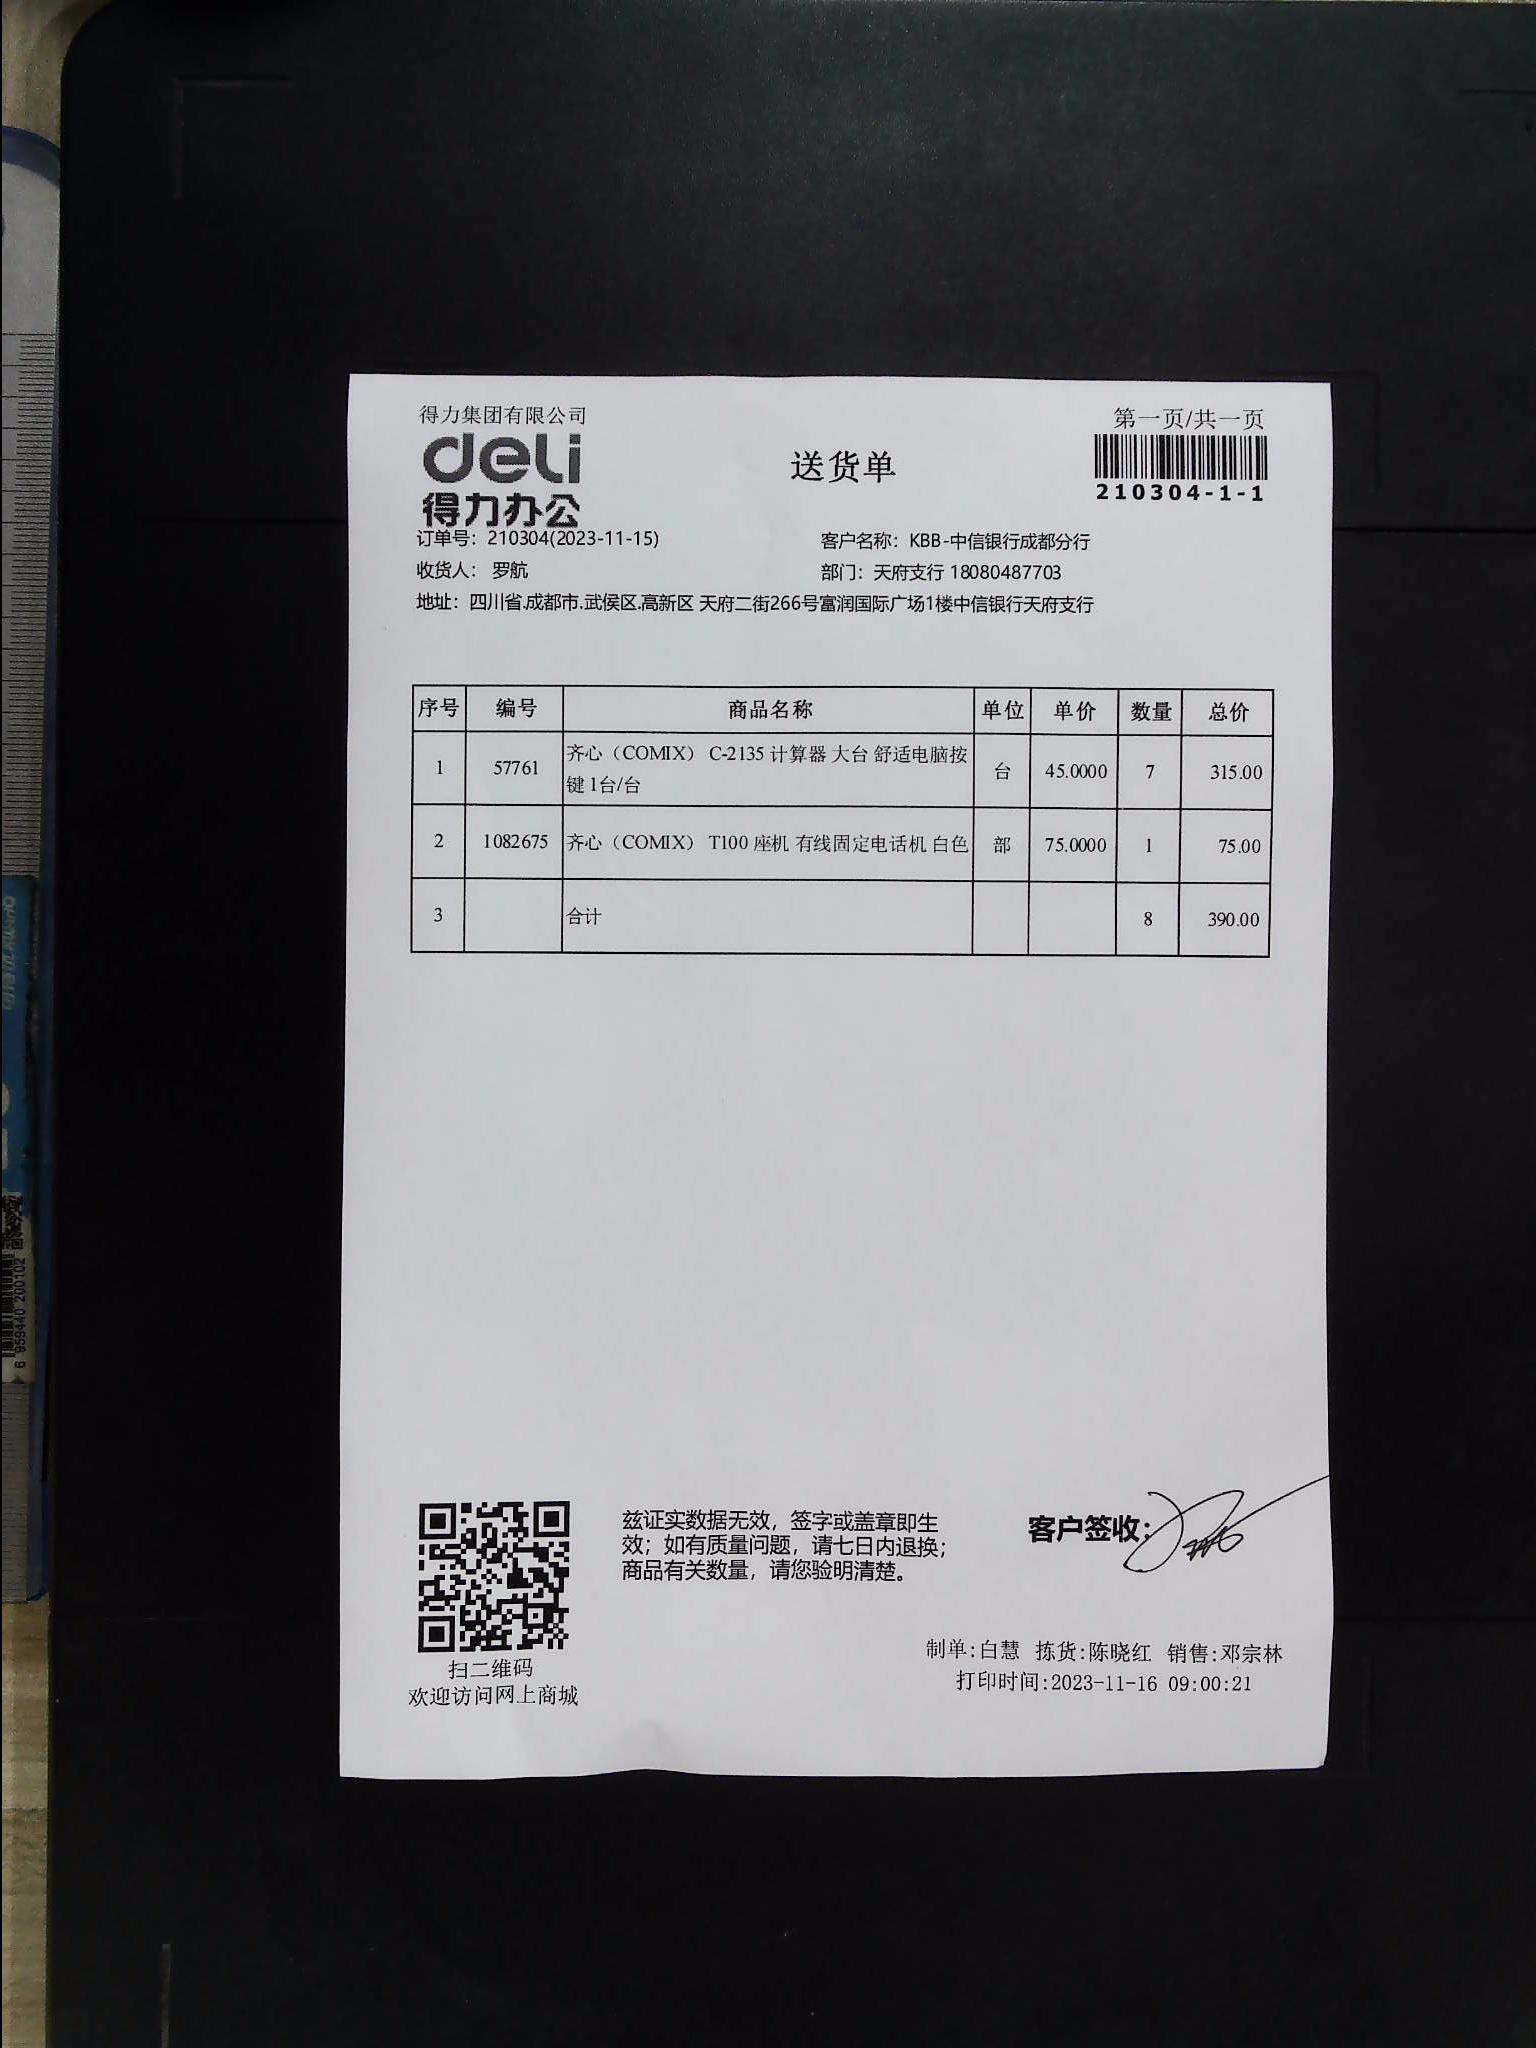 得力集团有限公司
第一页/共一页
deli
得力办公
送货单
210304-1-1
订单号：210304(2023-11-15)
客户名称：KBB-中信银行成都分行
收货人： 罗航
部门：天府支行 18080487703
地址：四川省.成都市.武侯区.高新区 天府二街266号富润国际广场1楼中信银行天府支行
序号 编号 商品名称 单位 单价 数量 总价
1 57761 齐心（COMIX） C-2135 计算器 大台 舒适电脑按 台 45.0000 7 315.00
键 1台/台
2 1082675 齐心（COMIX） T100 座机 有线固定电话机 白色 部 75.0000 1 75.00
3 合计 8 390.00
兹证实数据无效，签字或盖章即生
效；如有质量问题，请七日内退换；
商品有关数量，请您验明清楚。
客户签收：
扫二维码
欢迎访问网上商城
制单:白慧 拣货:陈晓红 销售:邓宗林
打印时间:2023-11-16 09:00:21
6 959440 200102